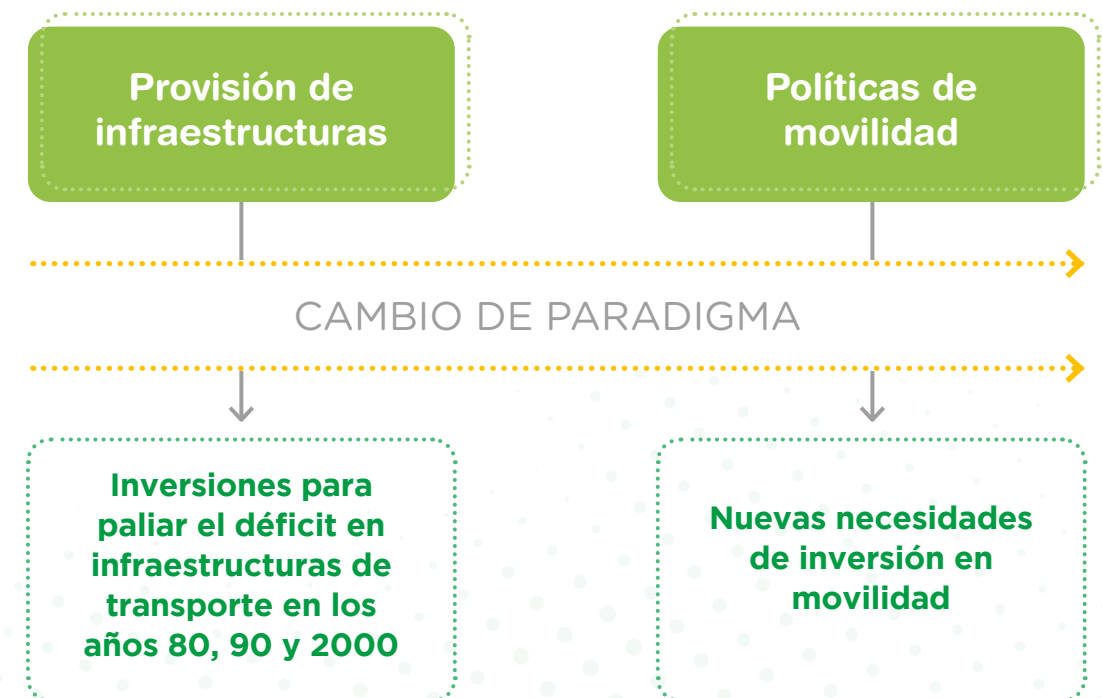 Provisión de
infraestructuras
Políticas de
movilidad
CAMBIO DE PARADIGMA
Inversiones para
paliar el déficit en
infraestructuras de
transporte en los
años 80, 90 y 2000
Nuevas necesidades
de inversión en
movilidad